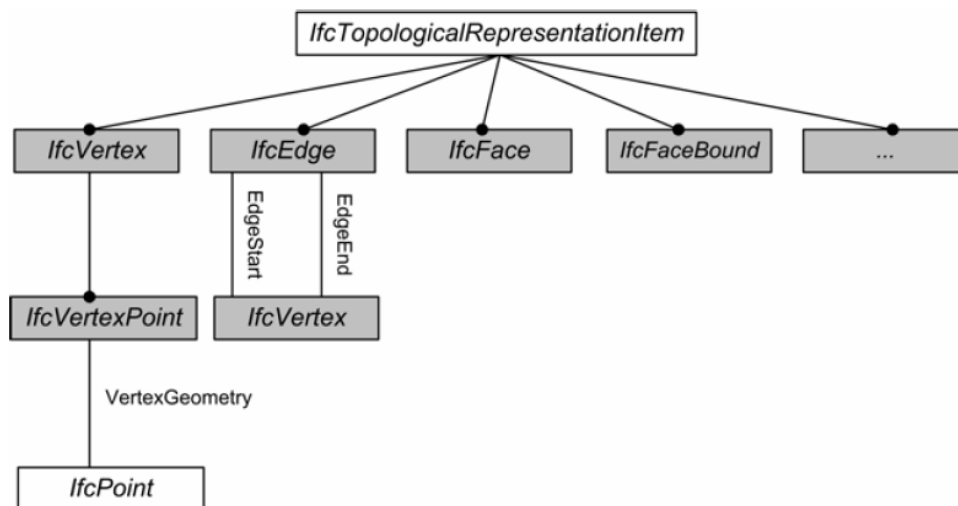 IfcTopologicalRepresentationItem
IfcVertex
IfcEdge
IfcFace
IfcFaceBound
...
EdgeStart
EdgeEnd
IfcVertexPoint
IfcVertex
VertexGeometry
IfcPoint